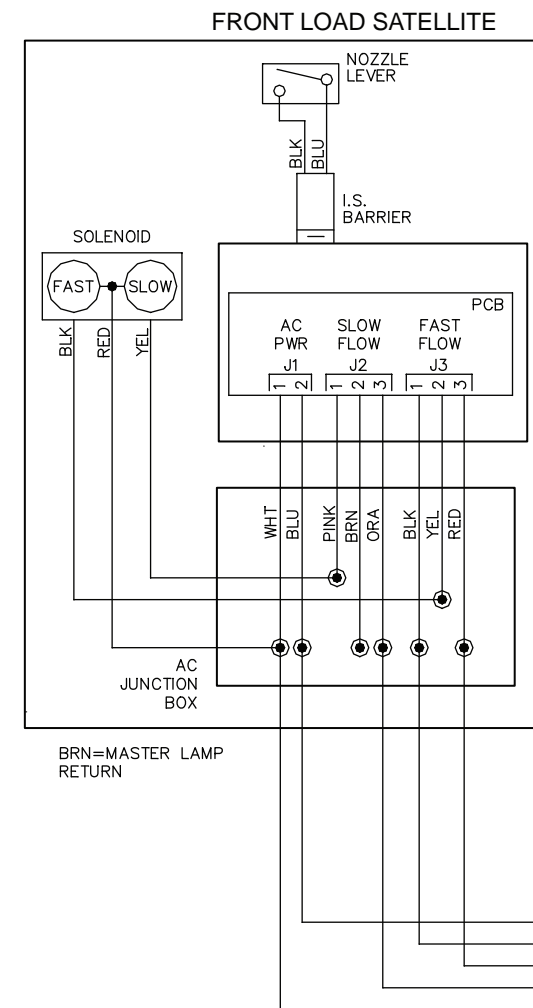 FRONT LOAD SATELLITE
NOZZLE
LEVER
BLK
BLU
I.S.
BARRIER
SOLENOID
FAST
SLOW
BLK
RED
YEL
PCB
AC
PWR
SLOW
FLOW
FAST
FLOW
J1
J2
J3
1 2
1 2 3
1 2 3
WHT
BLU
PINK
BRN
ORA
BLK
YEL
RED
AC
JUNCTION
BOX
BRN=MASTER LAMP
RETURN